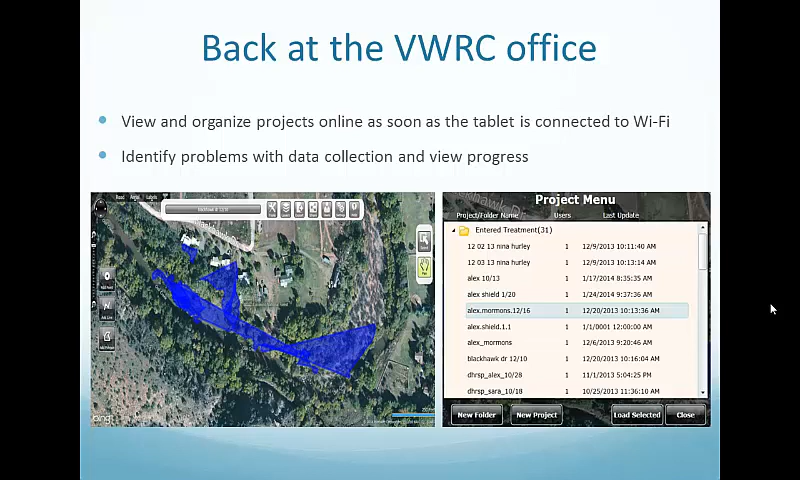 Back at the VWRC office
View and organize projects online as soon as the tablet is connected to Wi-Fi
Identify problems with data collection and view progress
Road Aerial Labels
Add Point
Add Line
bing
Project Menu
Project/Folder Name Users Last Update
Entered Treatment(31)
12 02 13 nina hurley 1 12/9/2013 10:11:40 AM
12 03 13 nina hurley 1 12/9/2013 10:13:14 AM
alex 10/13 1 1/17/2014 8:35:35 AM
alex shield 1/20 1 1/24/2014 9:37:36 AM
alex.mormons.12/16 1 12/20/2013 10:13:36 AM
alex.shield.1.1 1 1/1/0001 12:00:00 AM
alex_mormons 1 12/6/2013 9:20:46 AM
blackhawk dr 12/10 1 12/20/2013 10:16:04 AM
dhrsp_alex_10/28 1 11/1/2013 5:04:25 PM
dhrsp_sara_10/18 1 10/25/2013 11:36:10 AM
New Folder New Project Load Selected Close